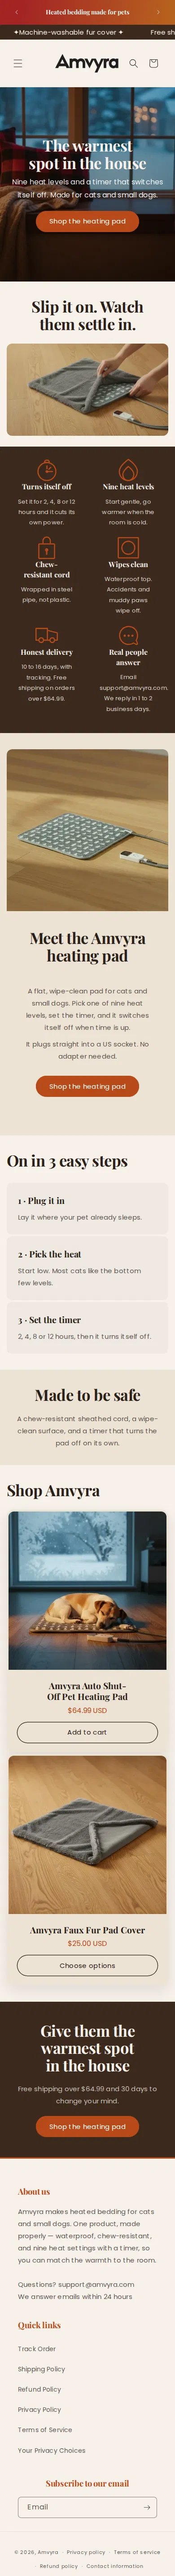 Heated bedding made for pets
✦Machine-washable fur cover ✦ Free sh
Amvyra
The warmest
spot in the house
Nine heat levels and a timer that switches
itself off. Made for cats and small dogs.
Shop the heating pad
Slip it on. Watch
them settle in.
Turns itself off
Set it for 2, 4, 8 or 12
hours and it cuts its
own power.
Nine heat levels
Start gentle, go
warmer when the
room is cold.
Chew-
resistant cord
Wrapped in steel
pipe, not plastic.
Wipes clean
Waterproof top.
Accidents and
muddy paws
wipe off.
Honest delivery
10 to 16 days, with
tracking. Free
shipping on orders
over $64.99.
Real people
answer
Email
support@amvyra.com.
We reply in 1 to 2
business days.
Meet the Amvyra
heating pad
A flat, wipe-clean pad for cats and
small dogs. Pick one of nine heat
levels, set the timer, and it switches
itself off when time is up.
It plugs straight into a US socket. No
adapter needed.
Shop the heating pad
On in 3 easy steps
1 · Plug it in
Lay it where your pet already sleeps.
2 · Pick the heat
Start low. Most cats like the bottom
few levels.
3 · Set the timer
2, 4, 8 or 12 hours, then it turns itself off.
Made to be safe
A chew-resistant sheathed cord, a wipe-
clean surface, and a timer that turns the
pad off on its own.
Shop Amvyra
Amvyra Auto Shut-
Off Pet Heating Pad
$64.99 USD
Add to cart
Amvyra Faux Fur Pad Cover
$25.00 USD
Choose options
Give them the
warmest spot
in the house
Free shipping over $64.99 and 30 days to
change your mind.
Shop the heating pad
About us
Amvyra makes heated bedding for cats
and small dogs. One product, made
properly — waterproof, chew-resistant,
and nine heat settings with a timer, so
you can match the warmth to the room.
Questions? support@amvyra.com
We answer emails within 24 hours
Quick links
Track Order
Shipping Policy
Refund Policy
Privacy Policy
Terms of Service
Your Privacy Choices
Subscribe to our email
Email
© 2026, Amvyra · Privacy policy · Terms of service
Refund policy · Contact information